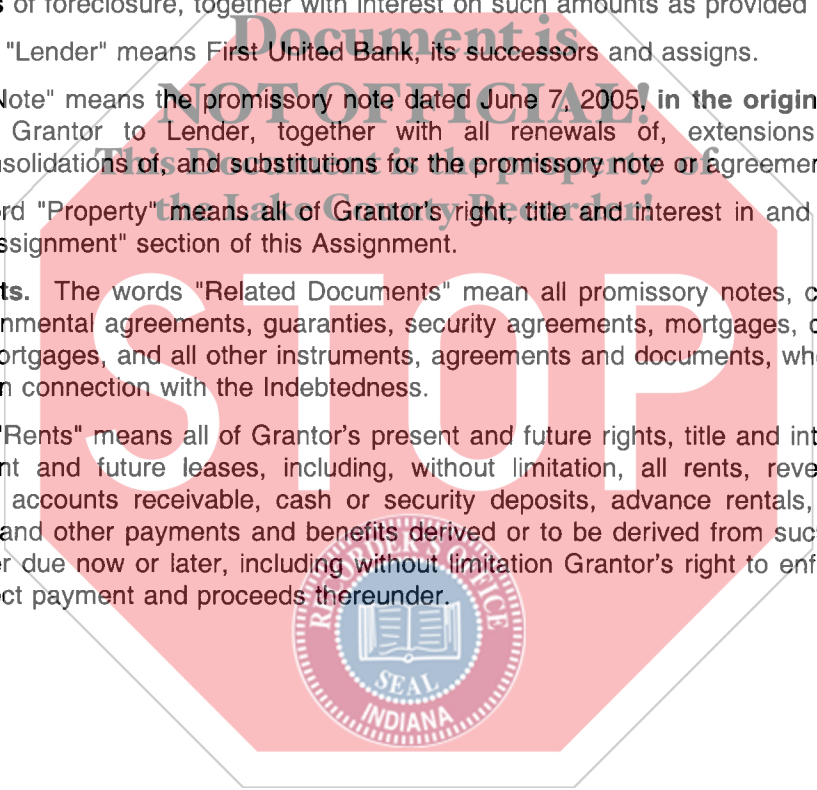 s of foreclosure, together with interest on such amounts as provided
Document is
"Lender" means First United Bank, its successors and assigns.
NOT OFFICIAL!
Note" means the promissory note dated June 7, 2005, in the origin
Grantor to Lender, together with all renewals of, extensions
This Document is the property of
nsolidations of, and substitutions for the promissory note or agreemen
the Lake County Recorder!
rd "Property" means all of Grantor's right, title and interest in and
ssignment" section of this Assignment.
ts. The words "Related Documents" mean all promissory notes, c
nmental agreements, guaranties, security agreements, mortgages,
ortgages, and all other instruments, agreements and documents, wh
n connection with the Indebtedness.
STOP
"Rents" means all of Grantor's present and future rights, title and int
nt and future leases, including, without limitation, all rents, reve
accounts receivable, cash or security deposits, advance rentals,
and other payments and benefits derived or to be derived from suc
r due now or later, including without limitation Grantor's right to enf
ct payment and proceeds thereunder.
RECORDER'S OFFICE
SEAL
INDIANA